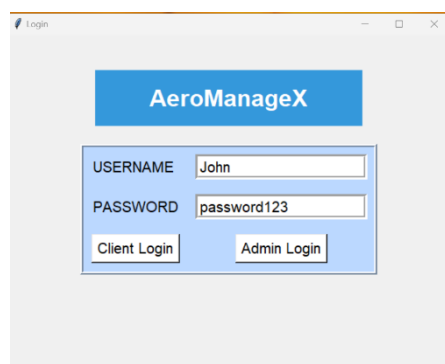 Login
AeroManageX
USERNAME John
PASSWORD password123
Client Login Admin Login